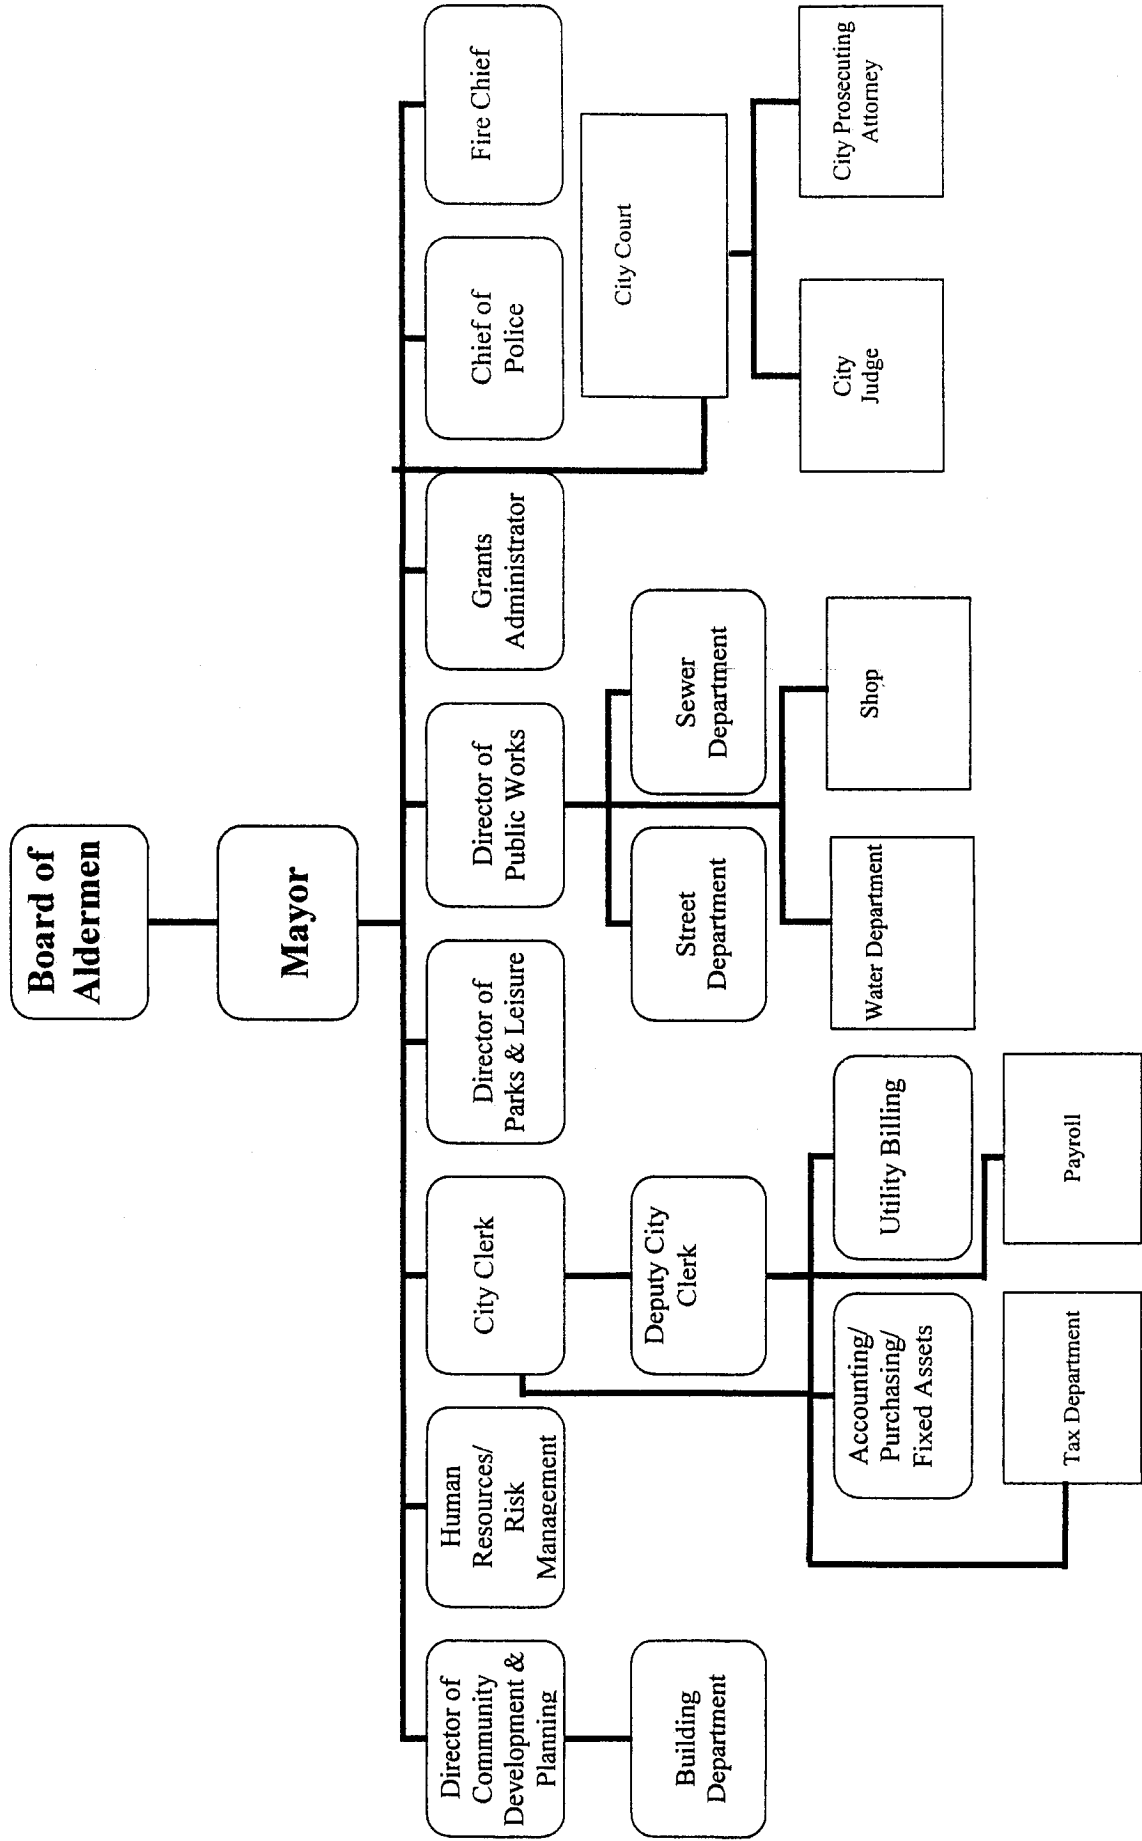 Board of
Aldermen
Mayor
Director of
Community
Development &
Planning
Human
Resources/
Risk
Management
City Clerk
Director of
Parks & Leisure
Director of
Public Works
Grants
Administrator
Chief of
Police
Fire Chief
City Court
Building
Department
Deputy City
Clerk
Street
Department
Sewer
Department
City
Judge
City Prosecuting
Attorney
Accounting/
Purchasing/
Fixed Assets
Utility Billing
Water Department
Shop
Tax Department
Payroll